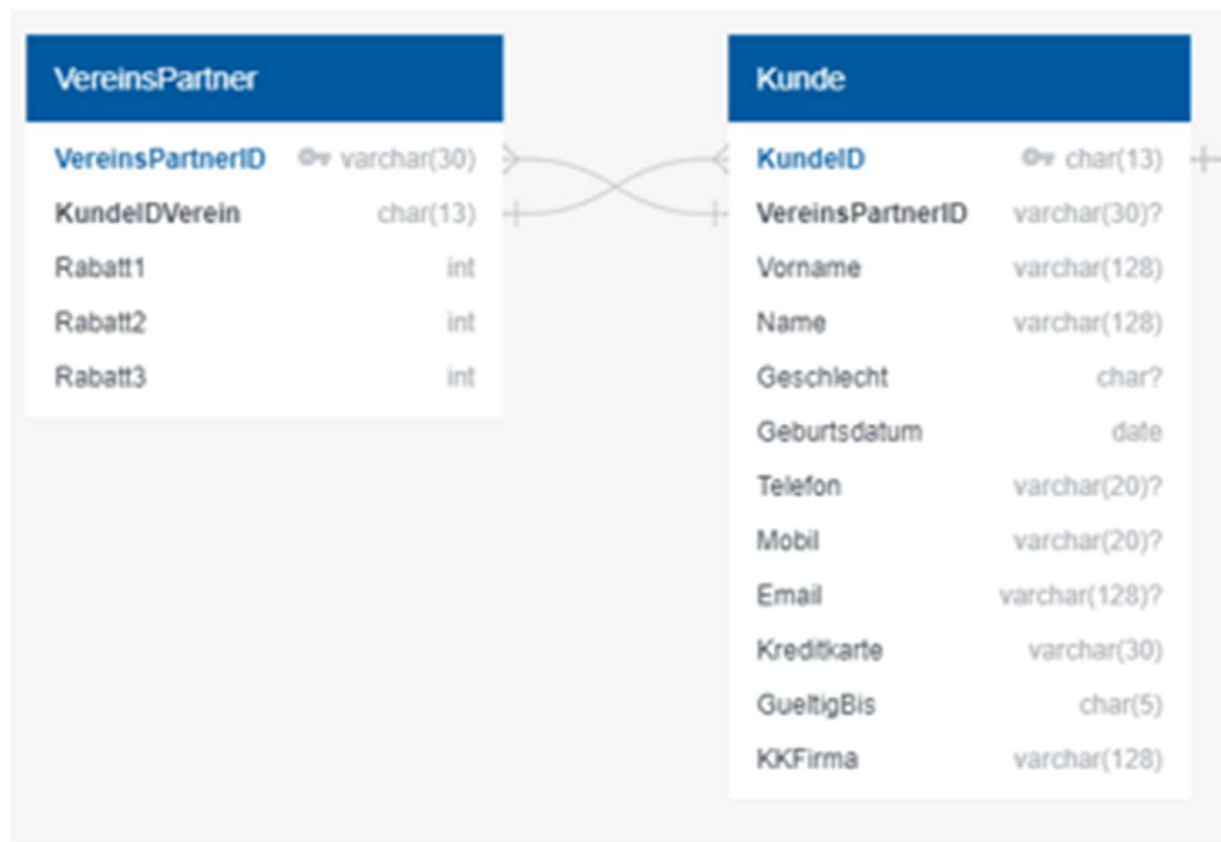 VereinsPartner
VereinsPartnerID varchar(30)
KundeIDVerein char(13)
Rabatt1 int
Rabatt2 int
Rabatt3 int
Kunde
KundeID char(13)
VereinsPartnerID varchar(30)?
Vorname varchar(128)
Name varchar(128)
Geschlecht char?
Geburtsdatum date
Telefon varchar(20)?
Mobil varchar(20)?
Email varchar(128)?
Kreditkarte varchar(30)
GueltigBis char(5)
KKFirma varchar(128)